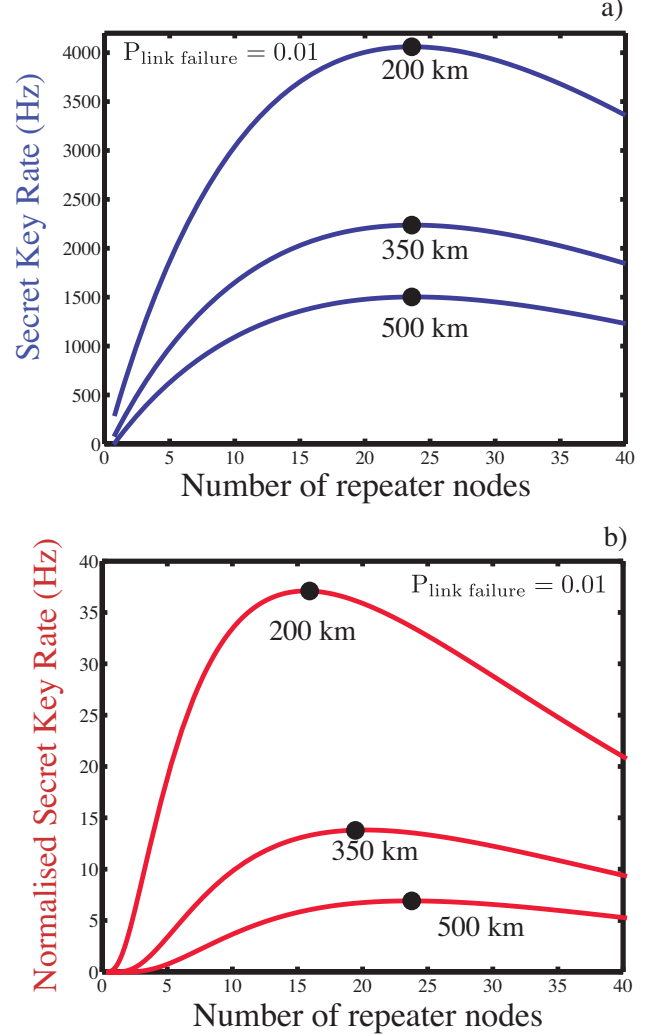 a)
P_link failure = 0.01
Secret Key Rate (Hz)
4000
3500
3000
2500
2000
1500
1000
500
0
200 km
350 km
500 km
0 5 10 15 20 25 30 35 40
Number of repeater nodes
b)
P_link failure = 0.01
Normalised Secret Key Rate (Hz)
40
35
30
25
20
15
10
5
0
200 km
350 km
500 km
0 5 10 15 20 25 30 35 40
Number of repeater nodes